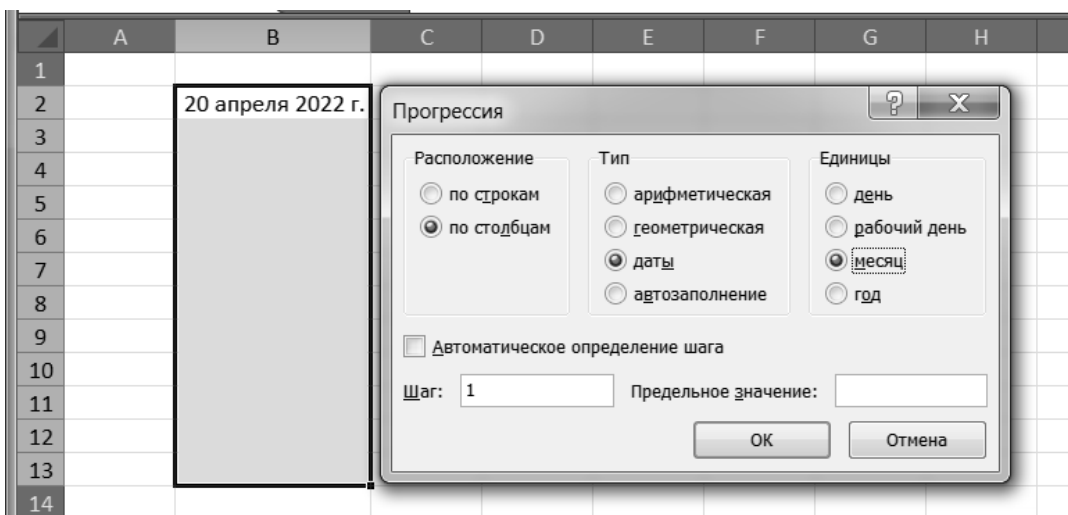 A B C D E F G H
1
2 20 апреля 2022 г.
3
4
5
6
7
8
9
10
11
12
13
14
Прогрессия
Расположение Тип Единицы
по строкам арифметическая день
по столбцам геометрическая рабочий день
даты месяц
автозаполнение год
Автоматическое определение шага
Шаг: 1 Предельное значение:
ОК Отмена